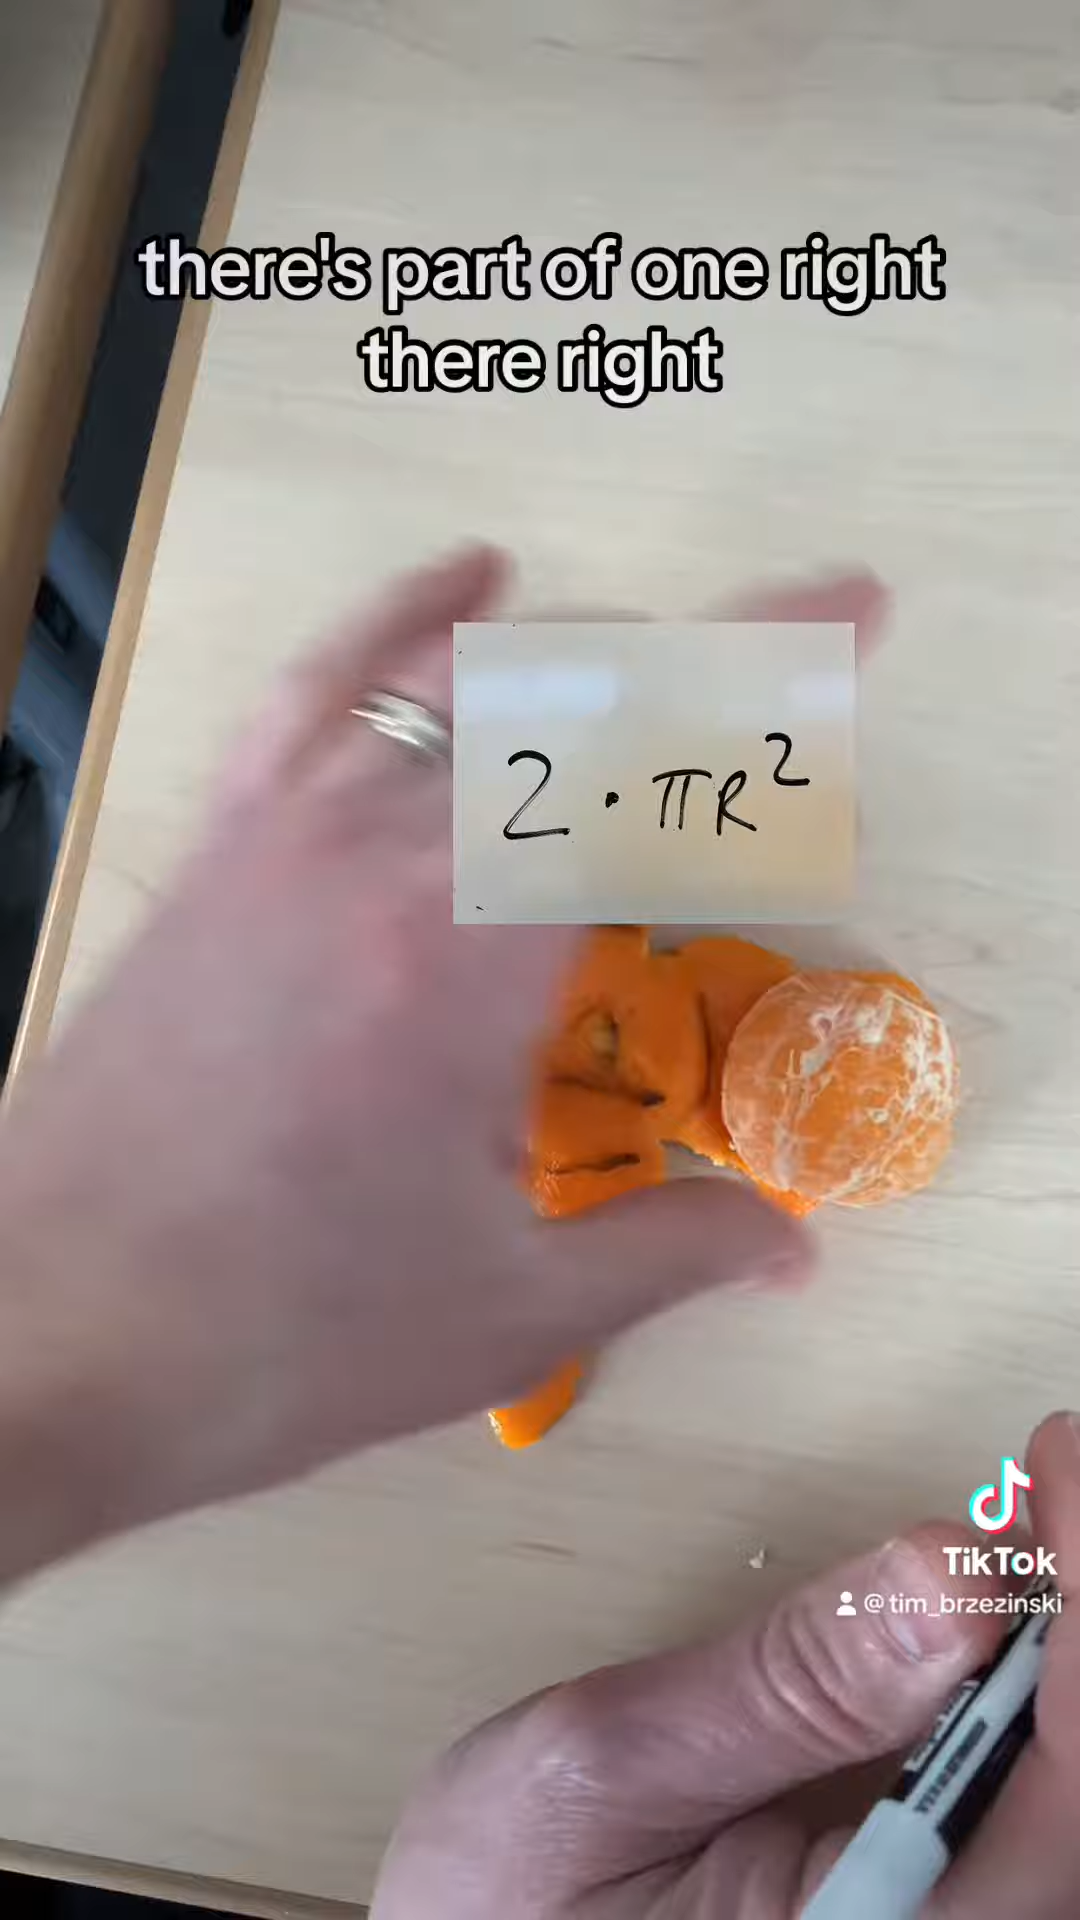 there's part of one right
there right
2 · πR²
TikTok
@tim_brzezinski